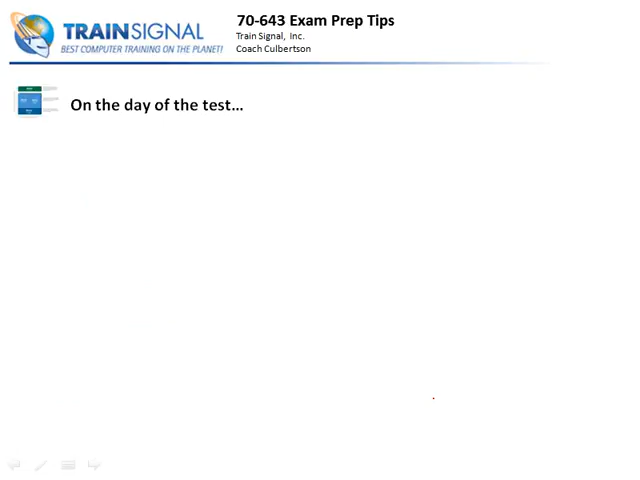 TRAINSIGNAL
BEST COMPUTER TRAINING ON THE PLANET!
70-643 Exam Prep Tips
Train Signal, Inc.
Coach Culbertson
On the day of the test…